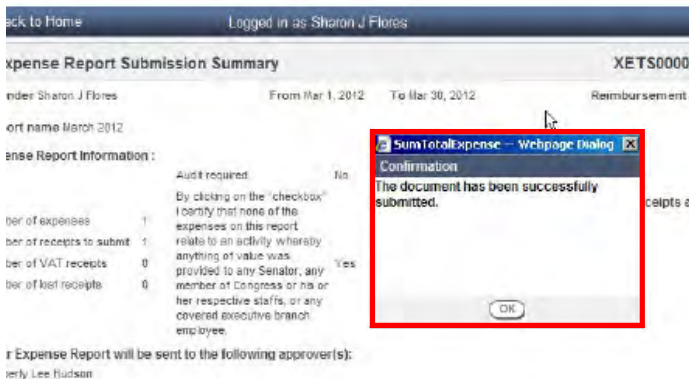 ack to Home Logged in as Sharon J Flores
xpense Report Submission Summary XETS0000
nder Sharon J Flores From Mar 1, 2012 To Mar 30, 2012 Reimbursement
ort name March 2012
ense Report Information :
Audit required No
By clicking on the "checkbox"
I certify that none of the
expenses on this report
relate to an activity whereby
anything of value was
provided to any Senator, any
member of Congress or his or
her respective staffs, or any
covered executive branch
employee.
Yes
ber of expenses 1
ber of receipts to submit 1
ber of VAT receipts 0
ber of lost receipts 0
SumTotalExpense -- Webpage Dialog
Confirmation
The document has been successfully
submitted.
OK
ceipts a
r Expense Report will be sent to the following approver(s):
berly Lee Hudson